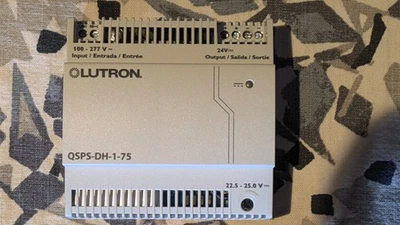 100 - 277 V ~
Input / Entrada / Entrée
24V⎓
Output / Salida / Sortie
LUTRON
QSPS-DH-1-75
22.5 - 25.0 V ⎓